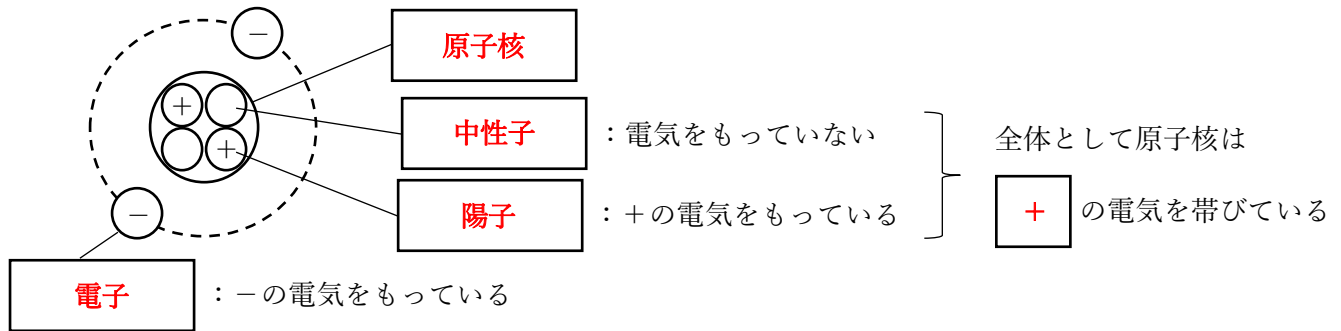 －
原子核
＋
中性子 ：電気をもっていない
全体として原子核は
＋
陽子 ：＋の電気をもっている
＋ の電気を帯びている
－
電子 ：－の電気をもっている